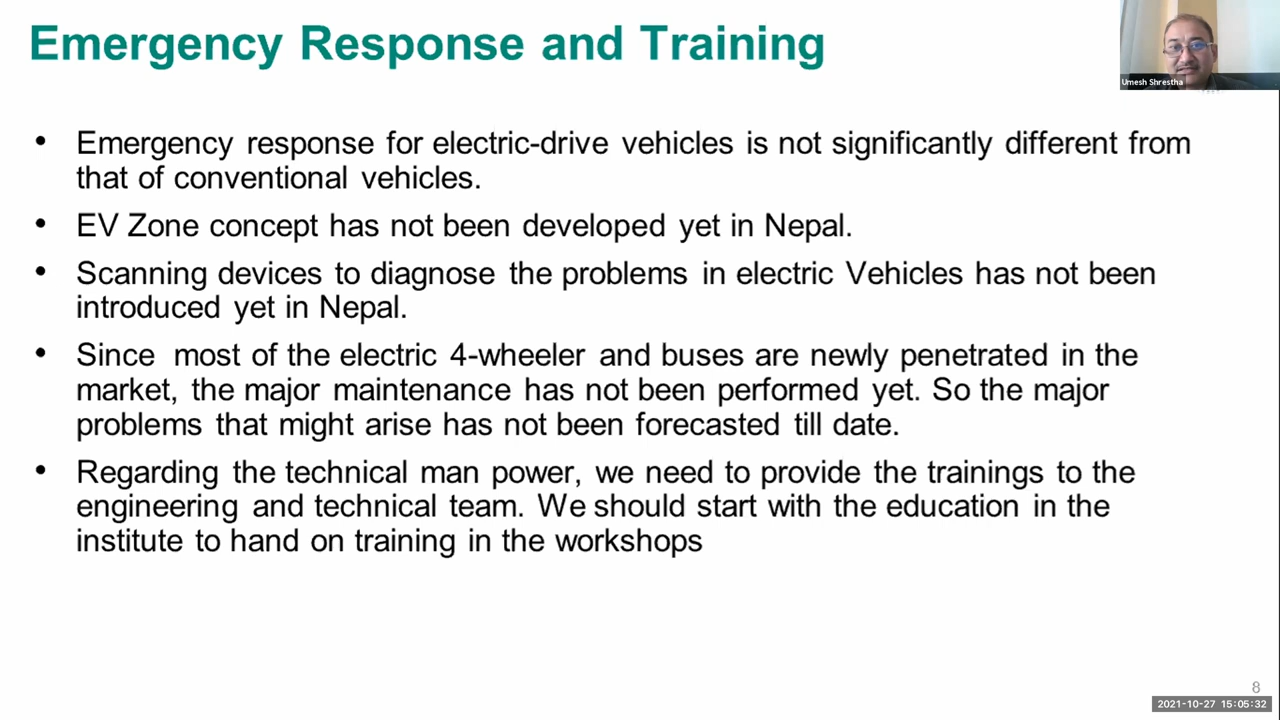 Emergency Response and Training
Umesh Shrestha
• Emergency response for electric-drive vehicles is not significantly different from
that of conventional vehicles.
• EV Zone concept has not been developed yet in Nepal.
• Scanning devices to diagnose the problems in electric Vehicles has not been
introduced yet in Nepal.
• Since most of the electric 4-wheeler and buses are newly penetrated in the
market, the major maintenance has not been performed yet. So the major
problems that might arise has not been forecasted till date.
• Regarding the technical man power, we need to provide the trainings to the
engineering and technical team. We should start with the education in the
institute to hand on training in the workshops
8
2021-10-27 15:05:32